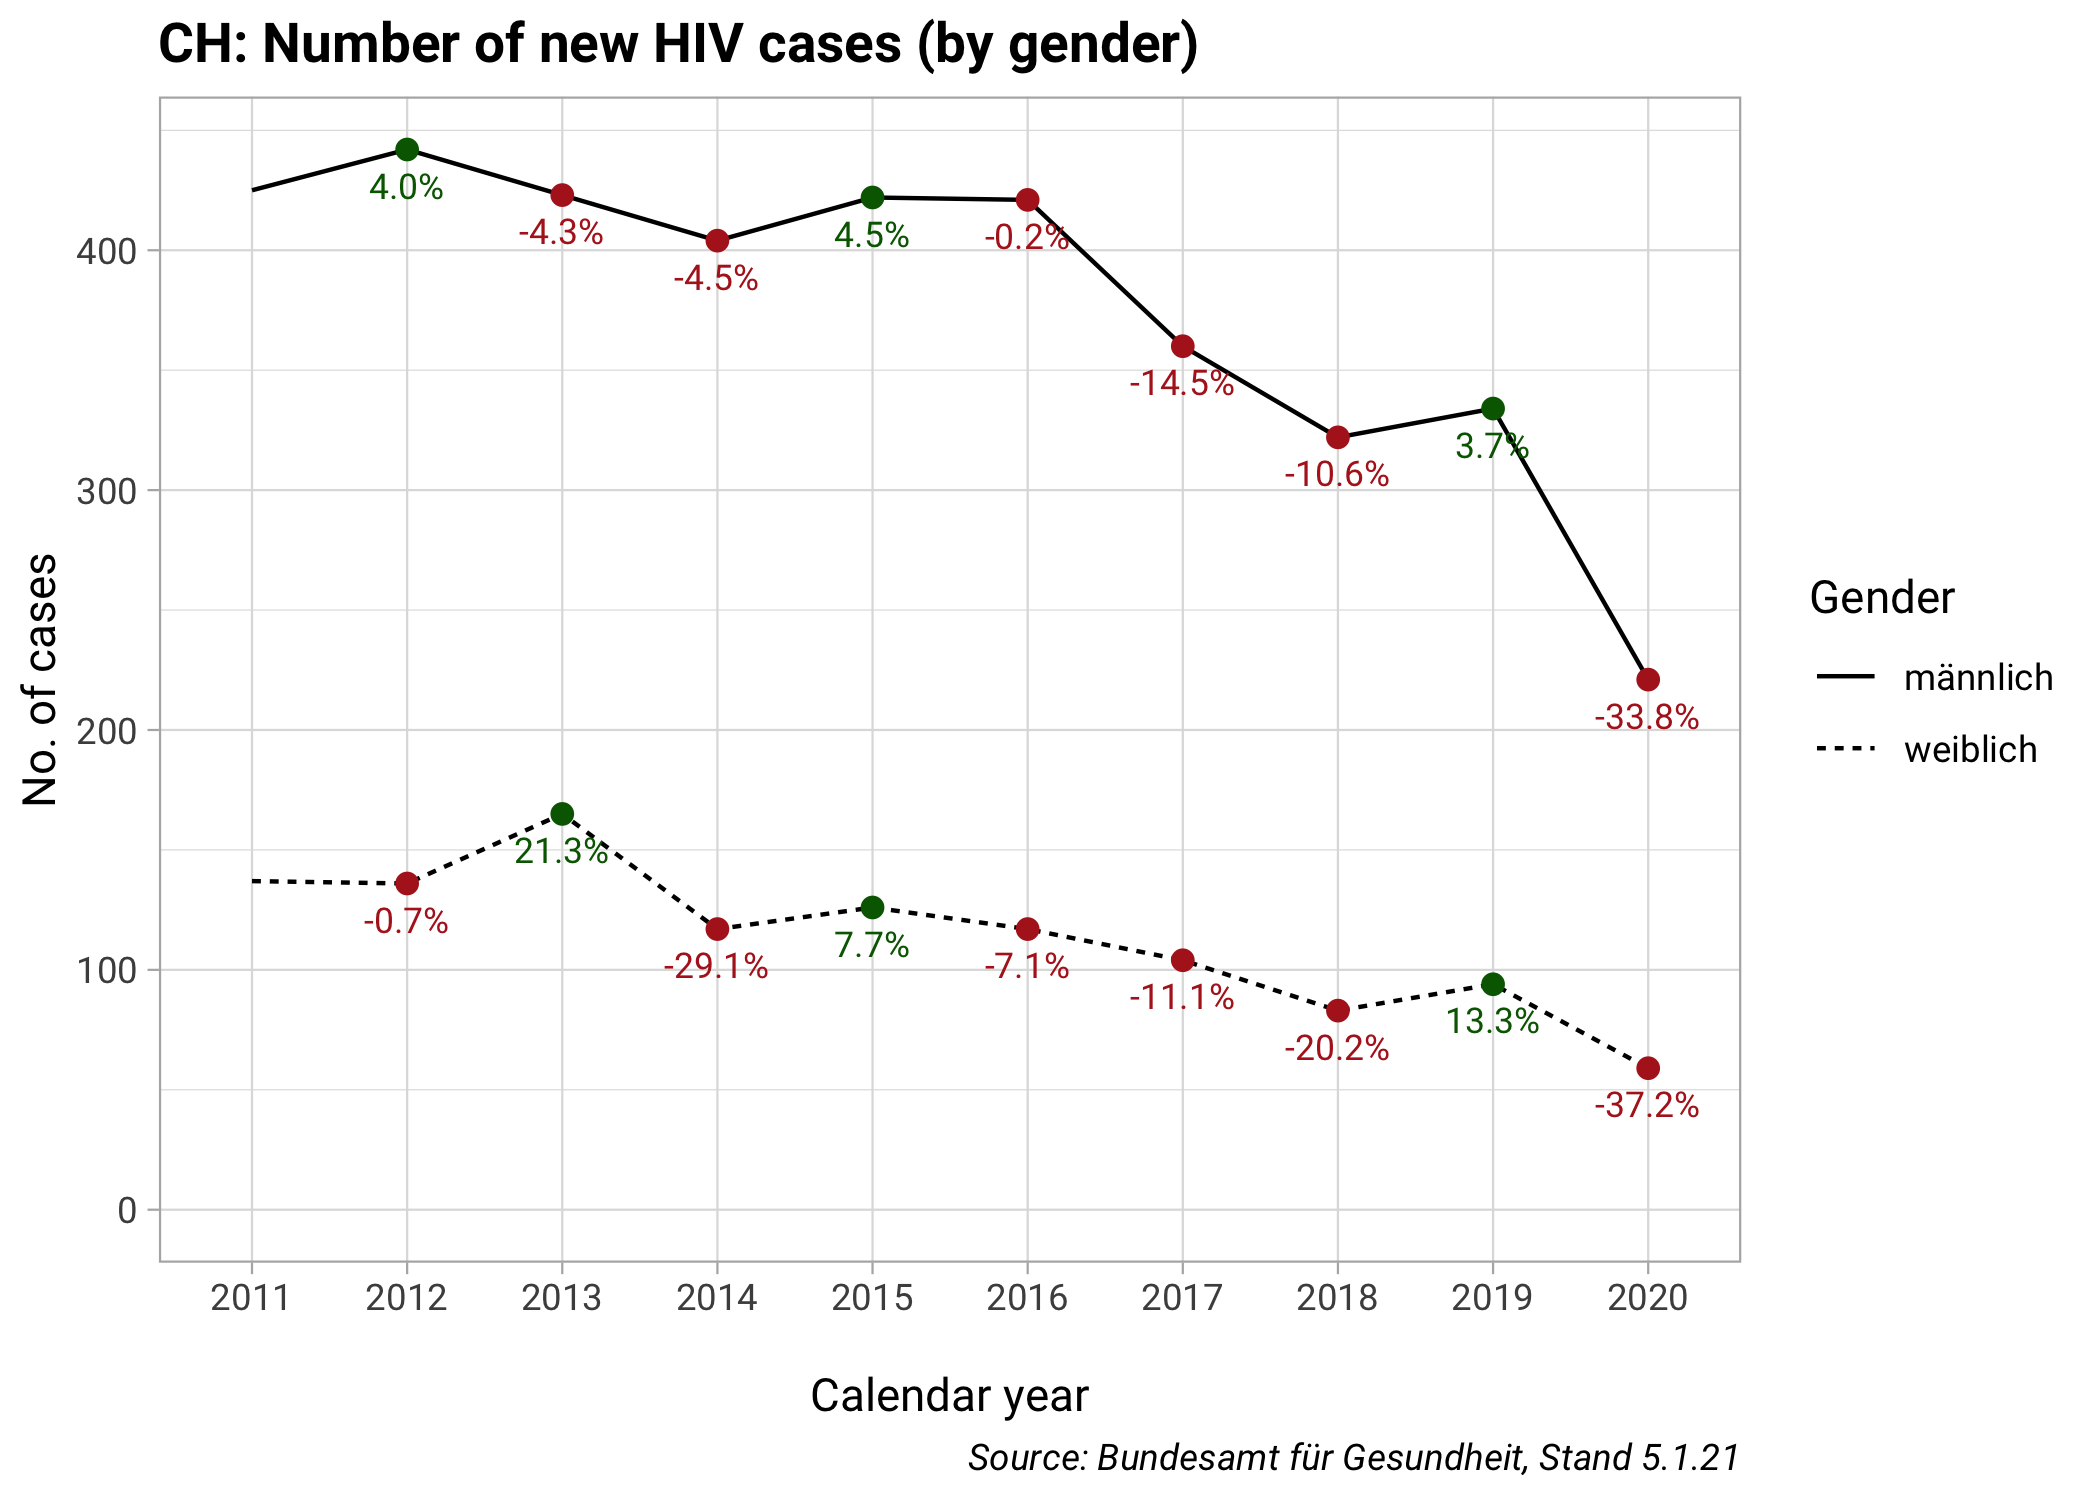 CH: Number of new HIV cases (by gender)
No. of cases
400
300
200
100
0
4.0%
-4.3%
-4.5%
4.5%
-0.2%
-14.5%
-10.6%
3.7%
-33.8%
-0.7%
21.3%
-29.1%
7.7%
-7.1%
-11.1%
-20.2%
13.3%
-37.2%
2011 2012 2013 2014 2015 2016 2017 2018 2019 2020
Calendar year
Gender
männlich
weiblich
Source: Bundesamt für Gesundheit, Stand 5.1.21